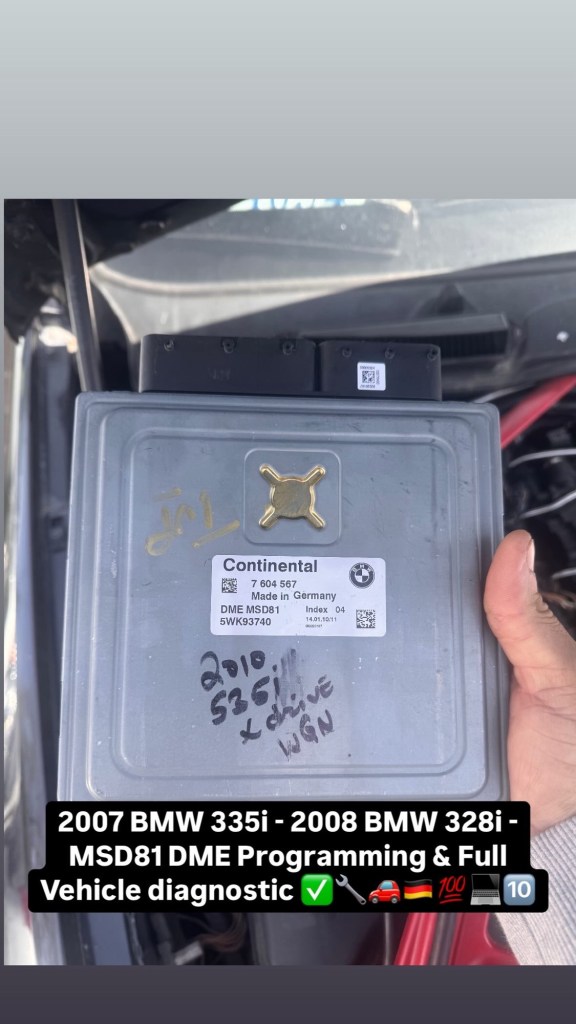 Continental
7 604 567
Made in Germany
DME MSD81
Index 04
5WK93740
14.01.10/11
2010
535i
xdrive
WGN
2007 BMW 335i - 2008 BMW 328i -
MSD81 DME Programming & Full
Vehicle diagnostic ✅🔧🚗🇩🇪💯💻🔟